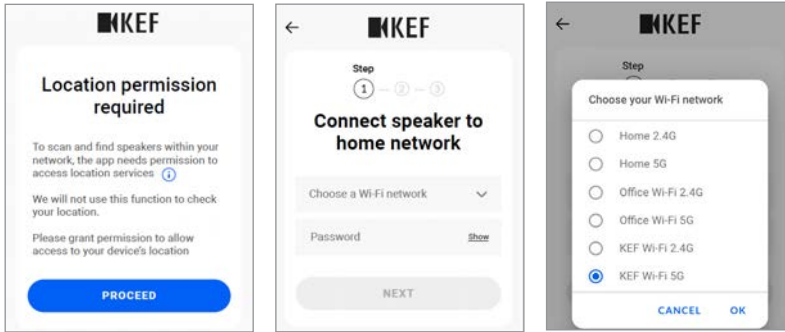 KEF
Location permission
required
To scan and find speakers within your
network, the app needs permission to
access location services
We will not use this function to check
your location.
Please grant permission to allow
access to your device's location
PROCEED
KEF
Step
1 2 3
Connect speaker to
home network
Choose a Wi-Fi network
Password Show
NEXT
KEF
Step
Choose your Wi-Fi network
Home 2.4G
Home 5G
Office Wi-Fi 2.4G
Office Wi-Fi 5G
KEF Wi-Fi 2.4G
KEF Wi-Fi 5G
CANCEL OK